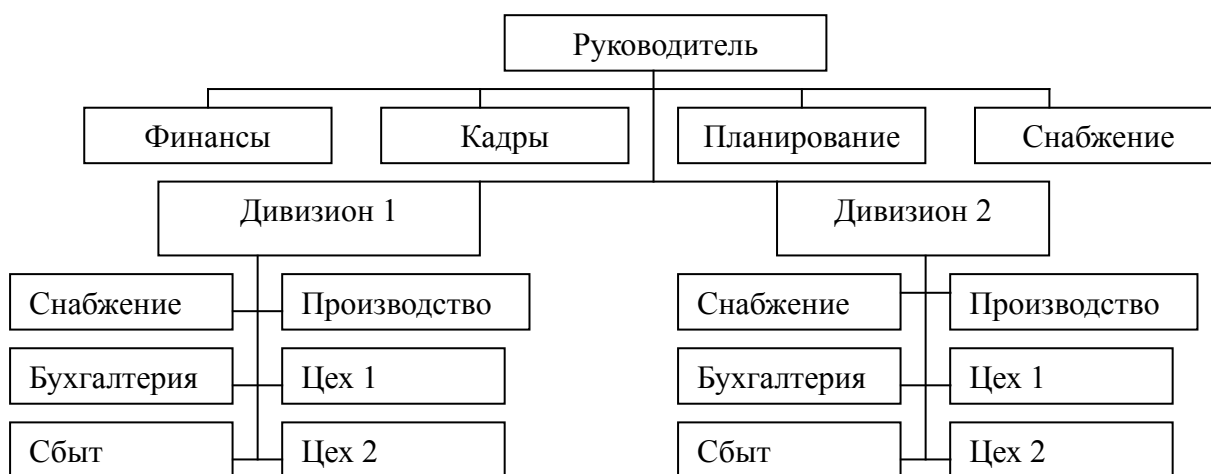 Руководитель
Финансы Кадры Планирование Снабжение
Дивизион 1 Дивизион 2
Снабжение Производство Снабжение Производство
Бухгалтерия Цех 1 Бухгалтерия Цех 1
Сбыт Цех 2 Сбыт Цех 2